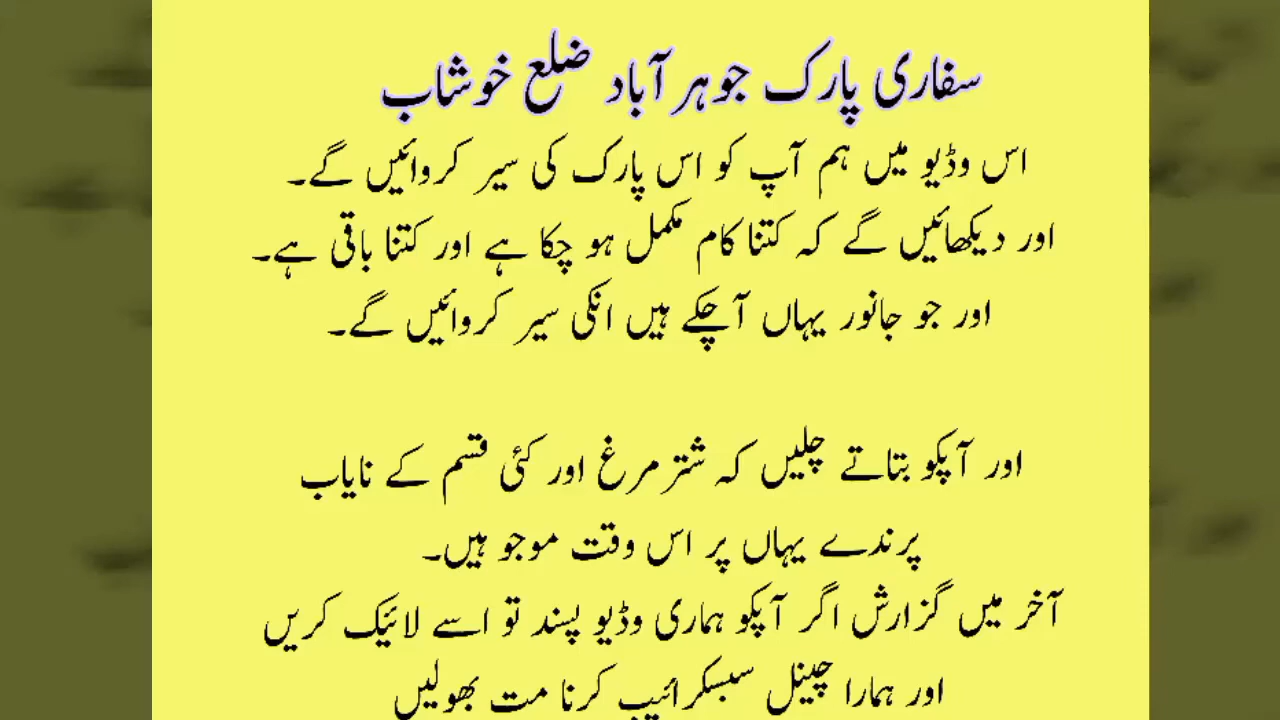 سفاری پارک جوہر آباد ضلع خوشاب
اس وڈیو میں ہم آپ کو اس پارک کی سیر کروائیں گے۔
اور دیکھائیں گے کہ کتنا کام مکمل ہو چکا ہے اور کتنا باقی ہے۔
اور جو جانور یہاں آچکے ہیں انکی سیر کروائیں گے۔
اور آپکو بتاتے چلیں کہ شتر مرغ اور کئی قسم کے نایاب
پرندے یہاں پر اس وقت موجو ہیں۔
آخر میں گزارش اگر آپکو ہماری وڈیو پسند تو اسے لائیک کریں
اور ہمارا چینل سبسکرائیب کرنا مت بھولیں